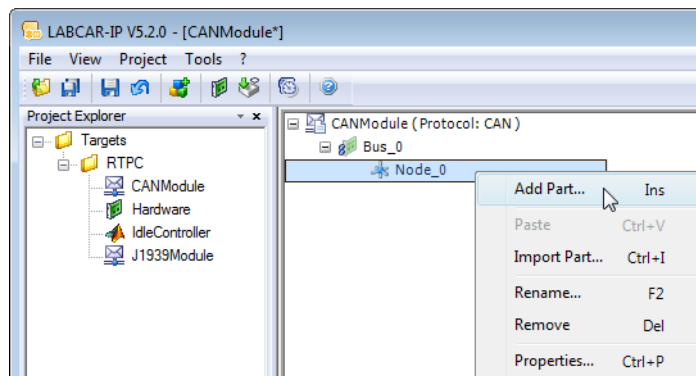 LABCAR-IP V5.2.0 - [CANModule*]
File View Project Tools ?
Project Explorer
Targets
RTPC
CANModule
Hardware
IdleController
J1939Module
CANModule ( Protocol: CAN )
Bus_0
Node_0
Add Part... Ins
Paste Ctrl+V
Import Part... Ctrl+I
Rename... F2
Remove Del
Properties... Ctrl+P